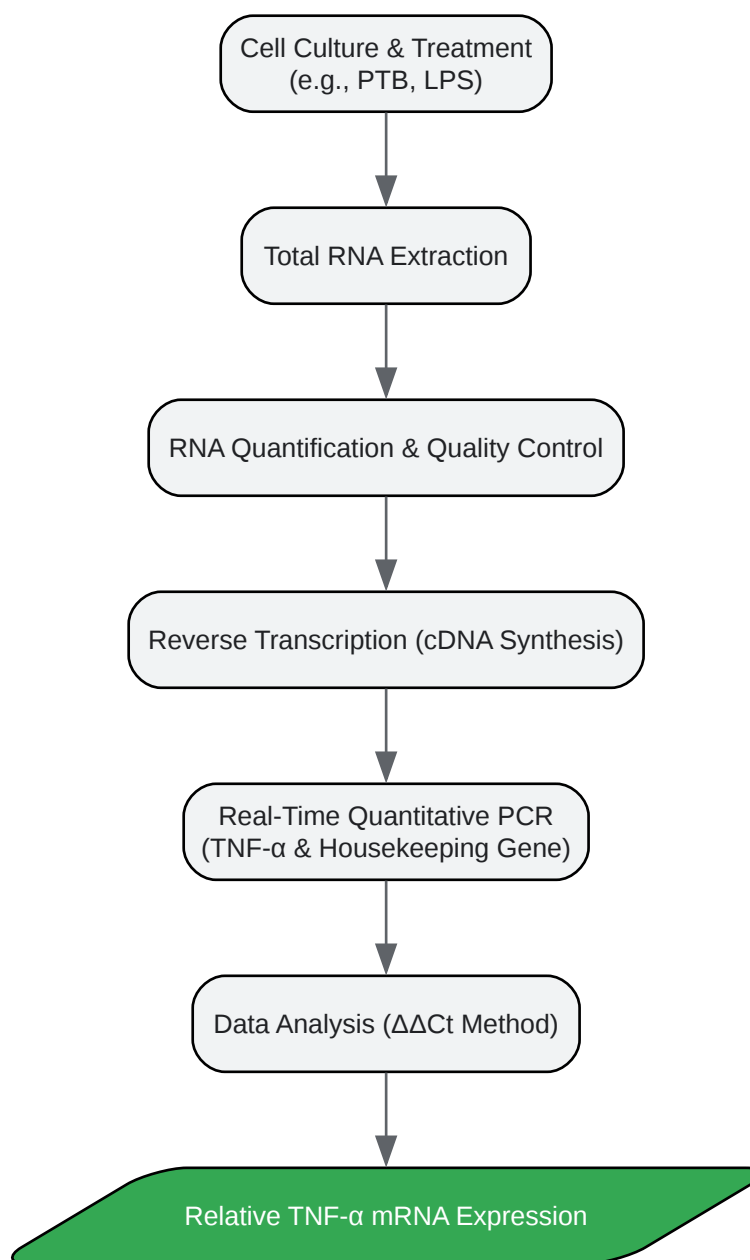 Cell Culture & Treatment
(e.g., PTB, LPS)
Total RNA Extraction
RNA Quantification & Quality Control
Reverse Transcription (cDNA Synthesis)
Real-Time Quantitative PCR
(TNF-α & Housekeeping Gene)
Data Analysis (ΔΔCt Method)
Relative TNF-α mRNA Expression